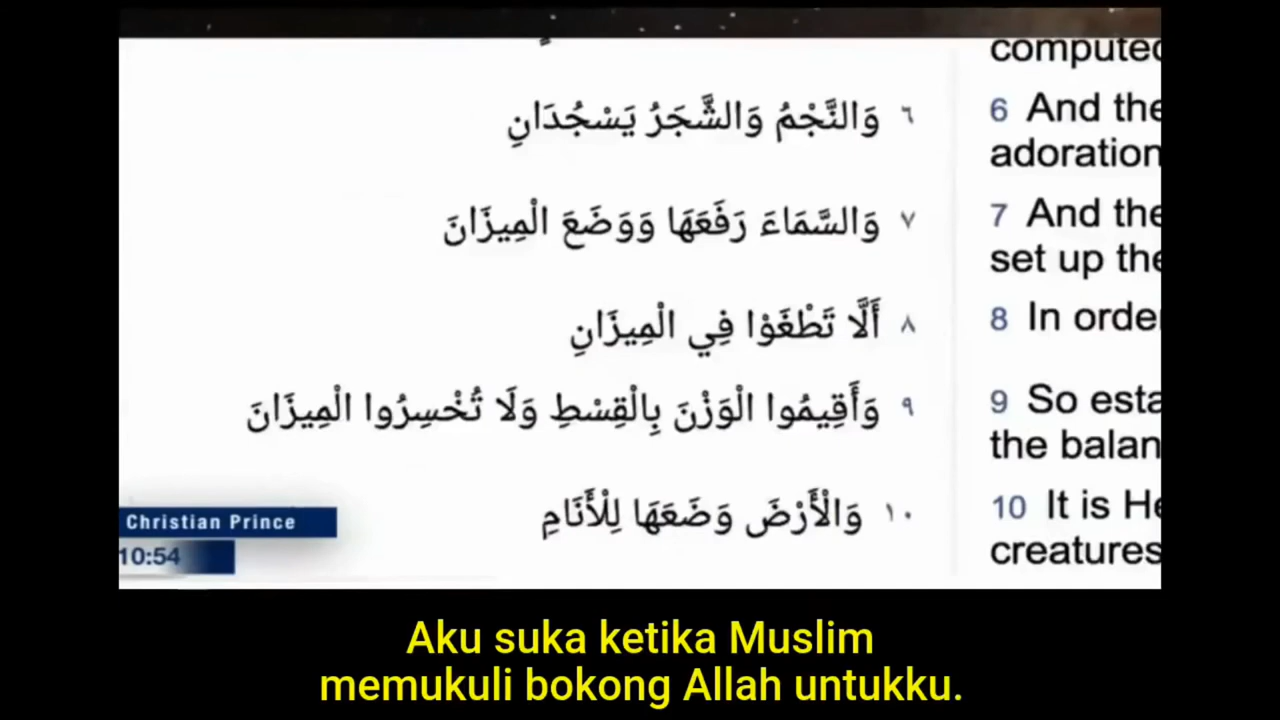 computed
٦ وَالنَّجْمُ وَالشَّجَرُ يَسْجُدَانِ
6 And the
adoration
٧ وَالسَّمَاءَ رَفَعَهَا وَوَضَعَ الْمِيزَانَ
7 And the
set up the
٨ أَلَّا تَطْغَوْا فِي الْمِيزَانِ
8 In orde
٩ وَأَقِيمُوا الْوَزْنَ بِالْقِسْطِ وَلَا تُخْسِرُوا الْمِيزَانَ
9 So esta
the balan
١٠ وَالْأَرْضَ وَضَعَهَا لِلْأَنَامِ
10 It is He
creatures
Christian Prince
10:54
Aku suka ketika Muslim
memukuli bokong Allah untukku.